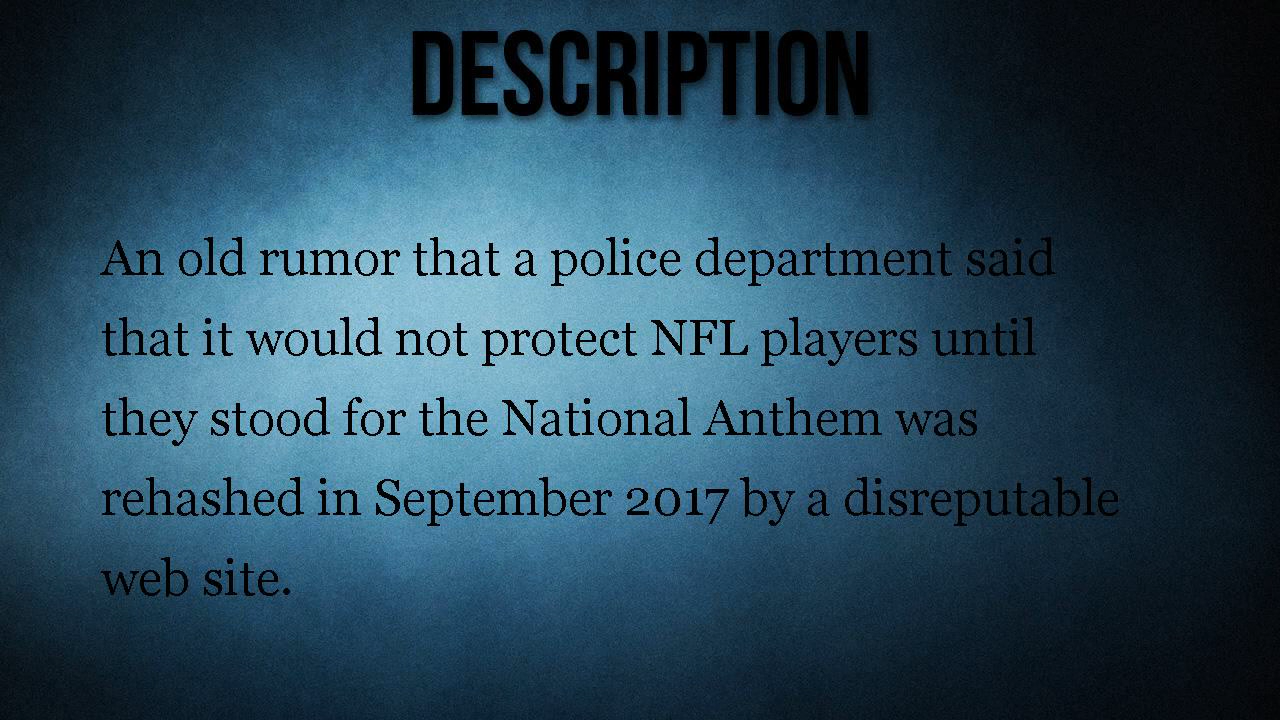 DESCRIPTION
An old rumor that a police department said
that it would not protect NFL players until
they stood for the National Anthem was
rehashed in September 2017 by a disreputable
web site.